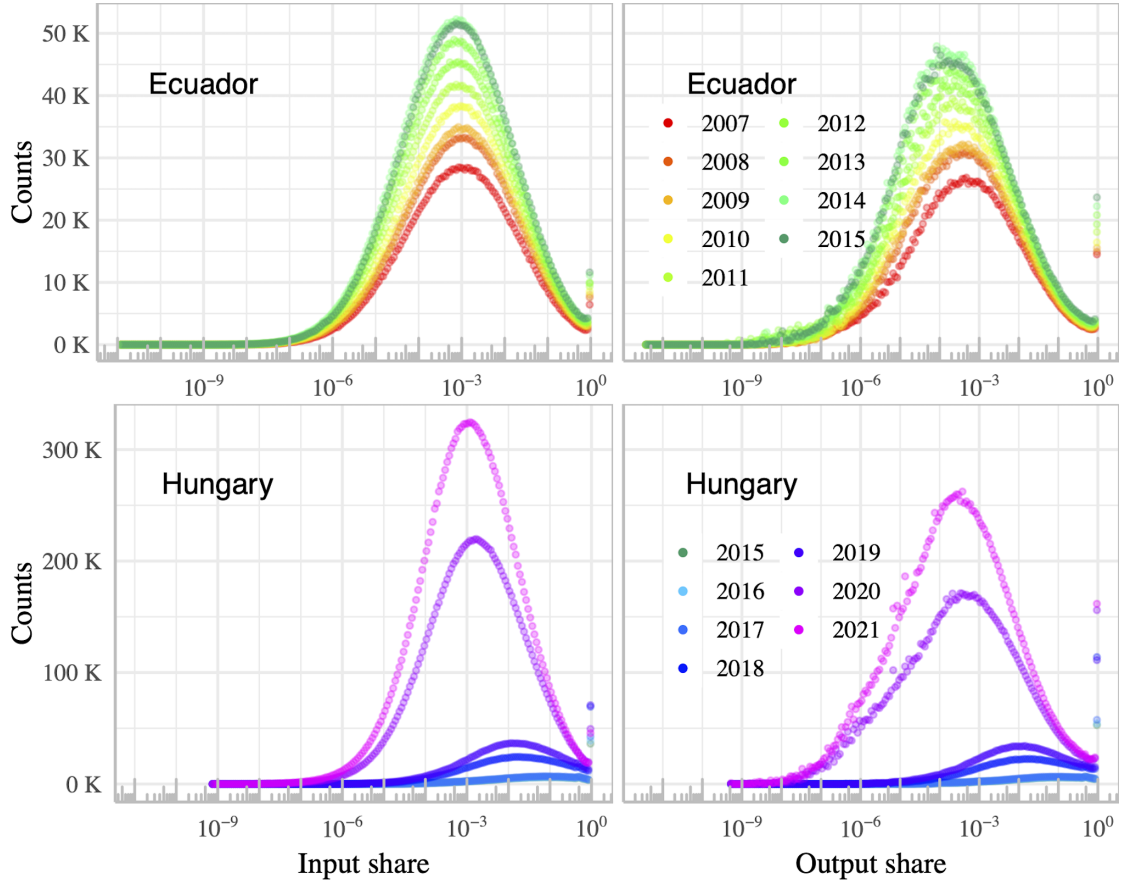 50 K
40 K
30 K
20 K
10 K
0 K
Counts
Ecuador
10⁻⁹ 10⁻⁶ 10⁻³ 10⁰
Ecuador
2007 2012
2008 2013
2009 2014
2010 2015
2011
10⁻⁹ 10⁻⁶ 10⁻³ 10⁰
300 K
200 K
100 K
0 K
Counts
Hungary
10⁻⁹ 10⁻⁶ 10⁻³ 10⁰
Input share
Hungary
2015 2019
2016 2020
2017 2021
2018
10⁻⁹ 10⁻⁶ 10⁻³ 10⁰
Output share